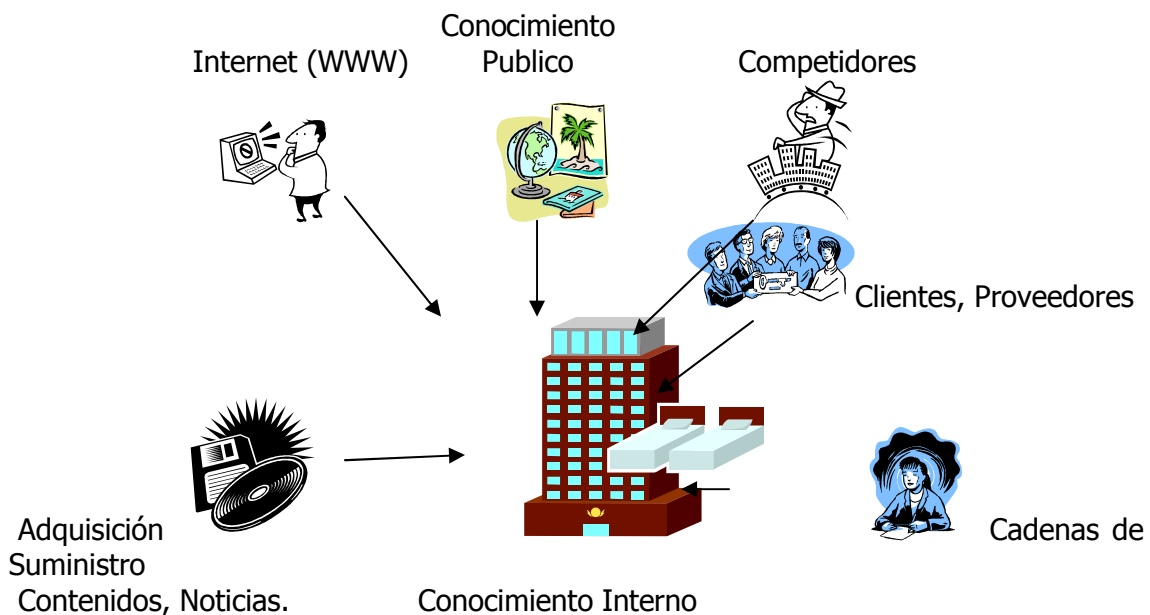 Conocimiento
Internet (WWW) Publico Competidores
Clientes, Proveedores
Adquisición Cadenas de
Suministro
Contenidos, Noticias. Conocimiento Interno